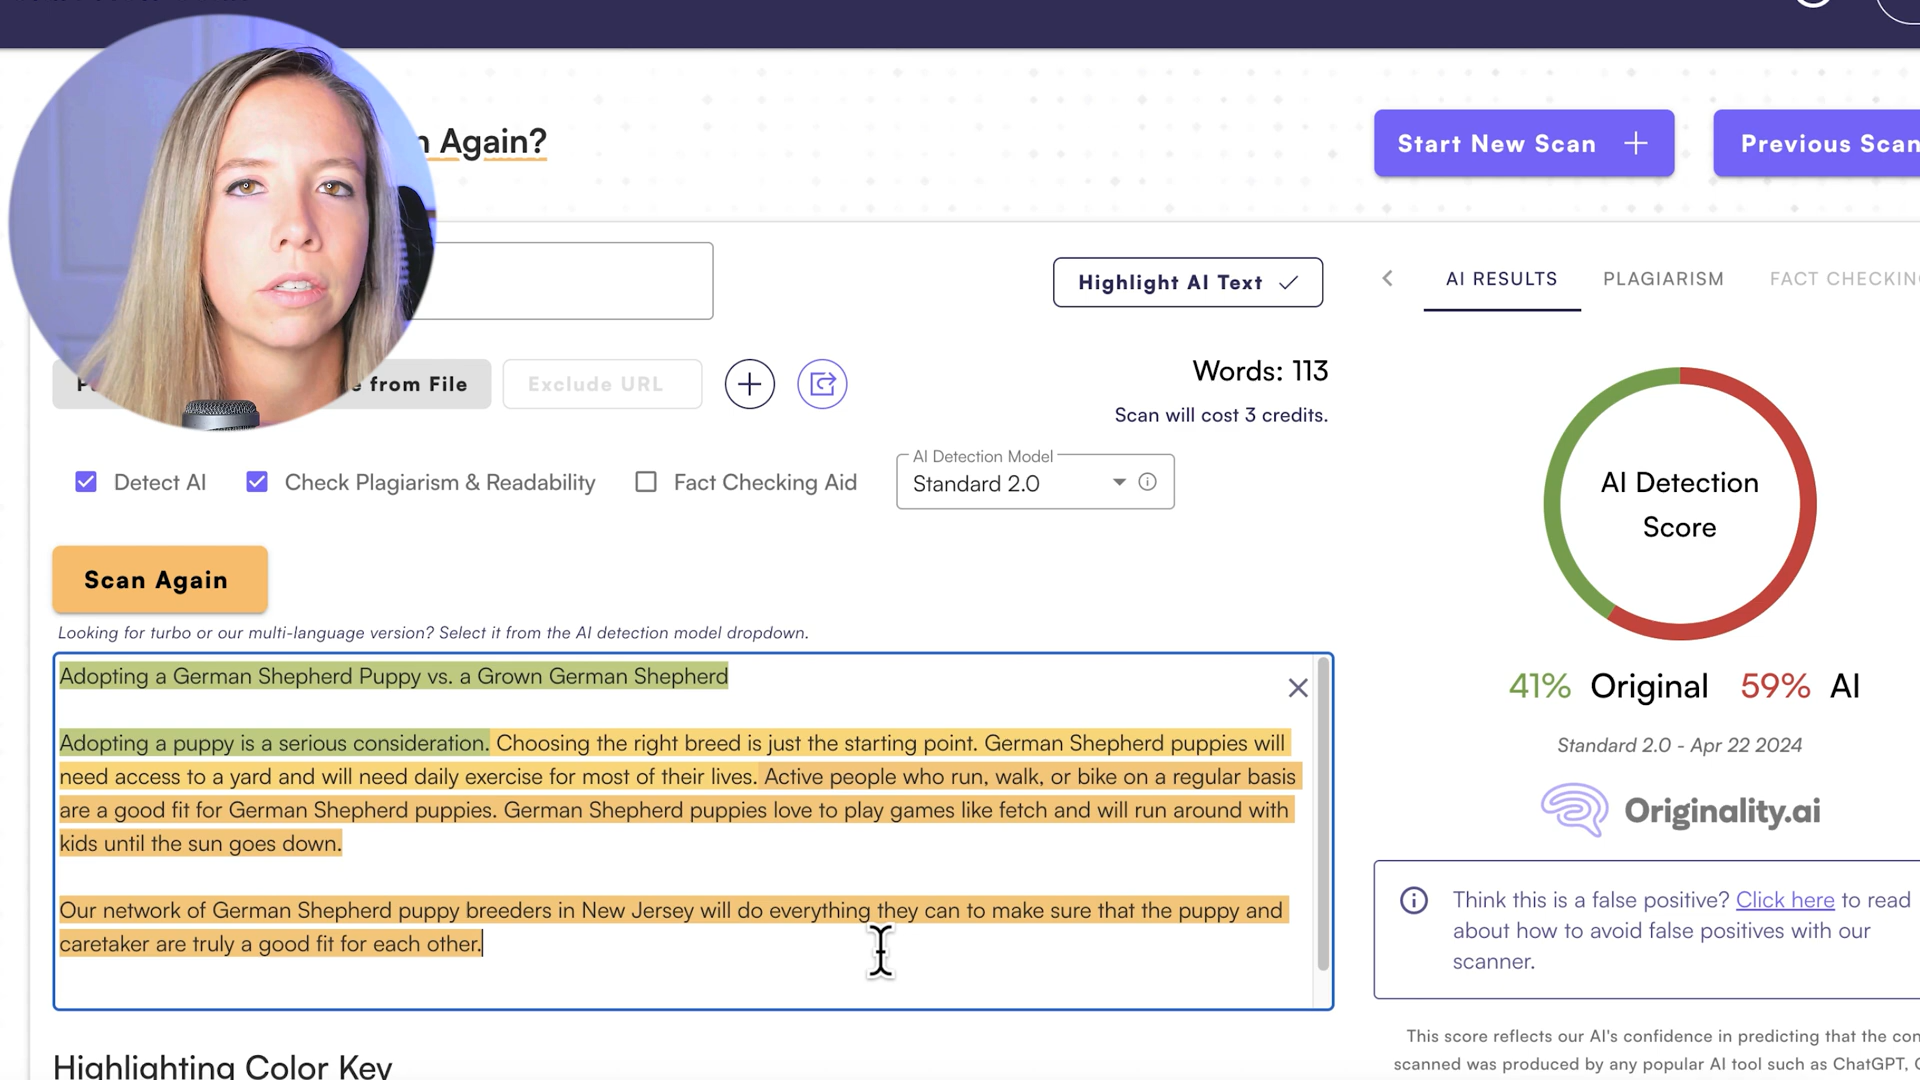 Again?
Start New Scan
Previous Scan
Highlight AI Text
AI RESULTS
PLAGIARISM
FACT CHECKING
from File
Exclude URL
Words: 113
Scan will cost 3 credits.
Detect AI
Check Plagiarism & Readability
Fact Checking Aid
AI Detection Model
Standard 2.0
AI Detection
Score
Scan Again
Looking for turbo or our multi-language version? Select it from the AI detection model dropdown.
Adopting a German Shepherd Puppy vs. a Grown German Shepherd
Adopting a puppy is a serious consideration. Choosing the right breed is just the starting point. German Shepherd puppies will
need access to a yard and will need daily exercise for most of their lives. Active people who run, walk, or bike on a regular basis
are a good fit for German Shepherd puppies. German Shepherd puppies love to play games like fetch and will run around with
kids until the sun goes down.
Our network of German Shepherd puppy breeders in New Jersey will do everything they can to make sure that the puppy and
caretaker are truly a good fit for each other.
41% Original 59% AI
Standard 2.0 - Apr 22 2024
Originality.ai
Think this is a false positive? Click here to read
about how to avoid false positives with our
scanner.
This score reflects our AI's confidence in predicting that the
scanned was produced by any popular AI tool such as ChatGPT,
Highlighting Color Key